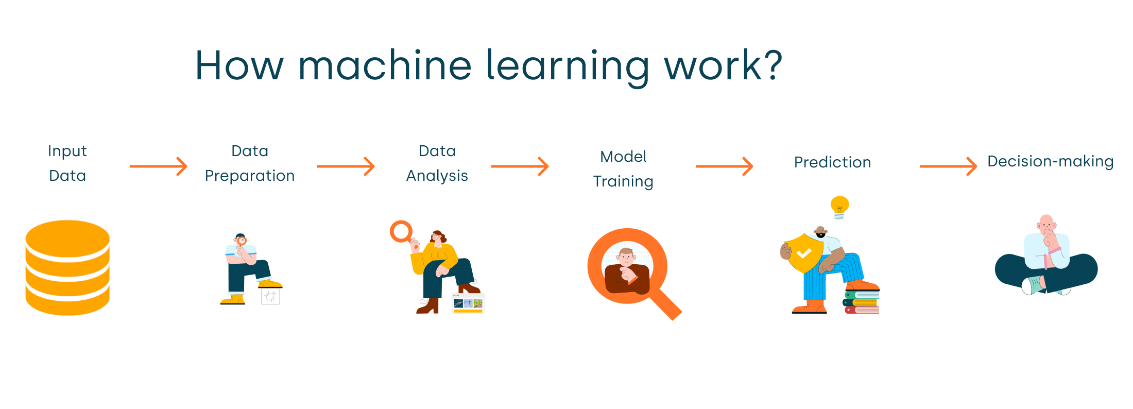 How machine learning work?
Input
Data
Data
Preparation
Data
Analysis
Model
Training
Prediction
Decision-making